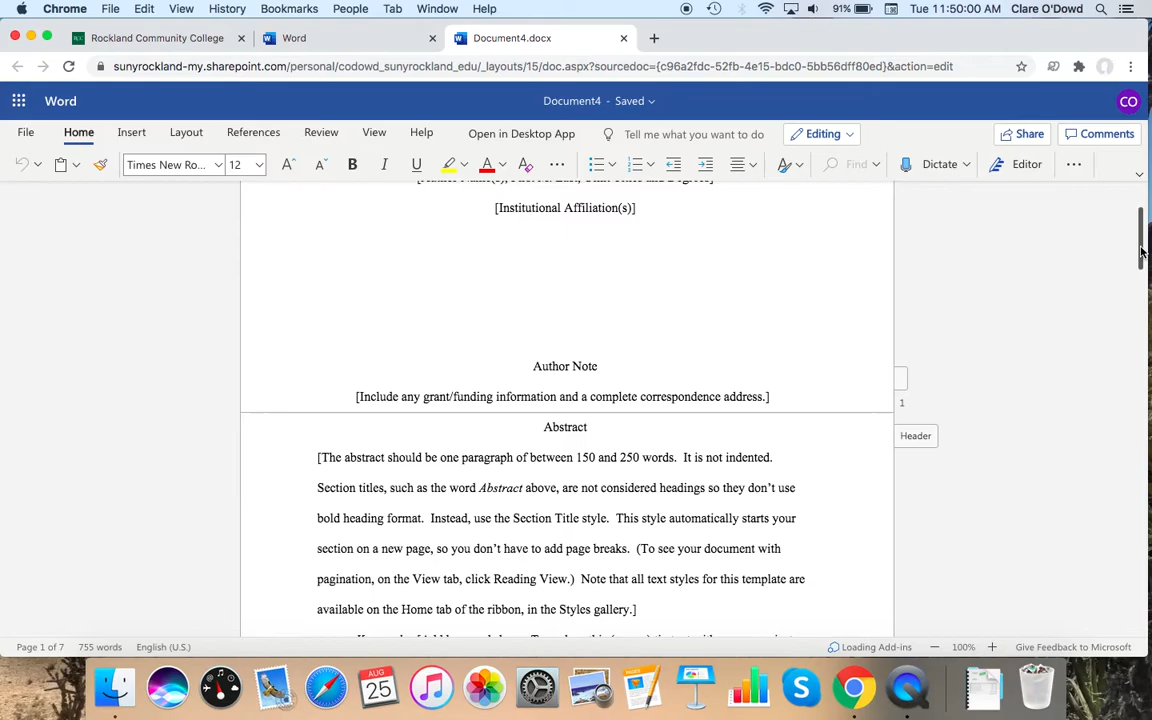 Chrome File Edit View History Bookmarks People Tab Window Help 91% Tue 11:50:00 AM Clare O'Dowd
Rockland Community College Word Document4.docx
sunyrockland-my.sharepoint.com/personal/codowd_sunyrockland_edu/_layouts/15/doc.aspx?sourcedoc={c96a2fdc-52fb-4e15-bdc0-5bb56dff80ed}&action=edit
Word Document4 - Saved CO
File Home Insert Layout References Review View Help Open in Desktop App Tell me what you want to do Editing Share Comments
Times New Ro... 12 B I U A Find Dictate Editor
[Institutional Affiliation(s)]
Author Note
[Include any grant/funding information and a complete correspondence address.]
1
Abstract
Header
[The abstract should be one paragraph of between 150 and 250 words. It is not indented.
Section titles, such as the word Abstract above, are not considered headings so they don't use
bold heading format. Instead, use the Section Title style. This style automatically starts your
section on a new page, so you don't have to add page breaks. (To see your document with
pagination, on the View tab, click Reading View.) Note that all text styles for this template are
available on the Home tab of the ribbon, in the Styles gallery.]
Page 1 of 7 755 words English (U.S.) Loading Add-ins 100% Give Feedback to Microsoft
AUG
25